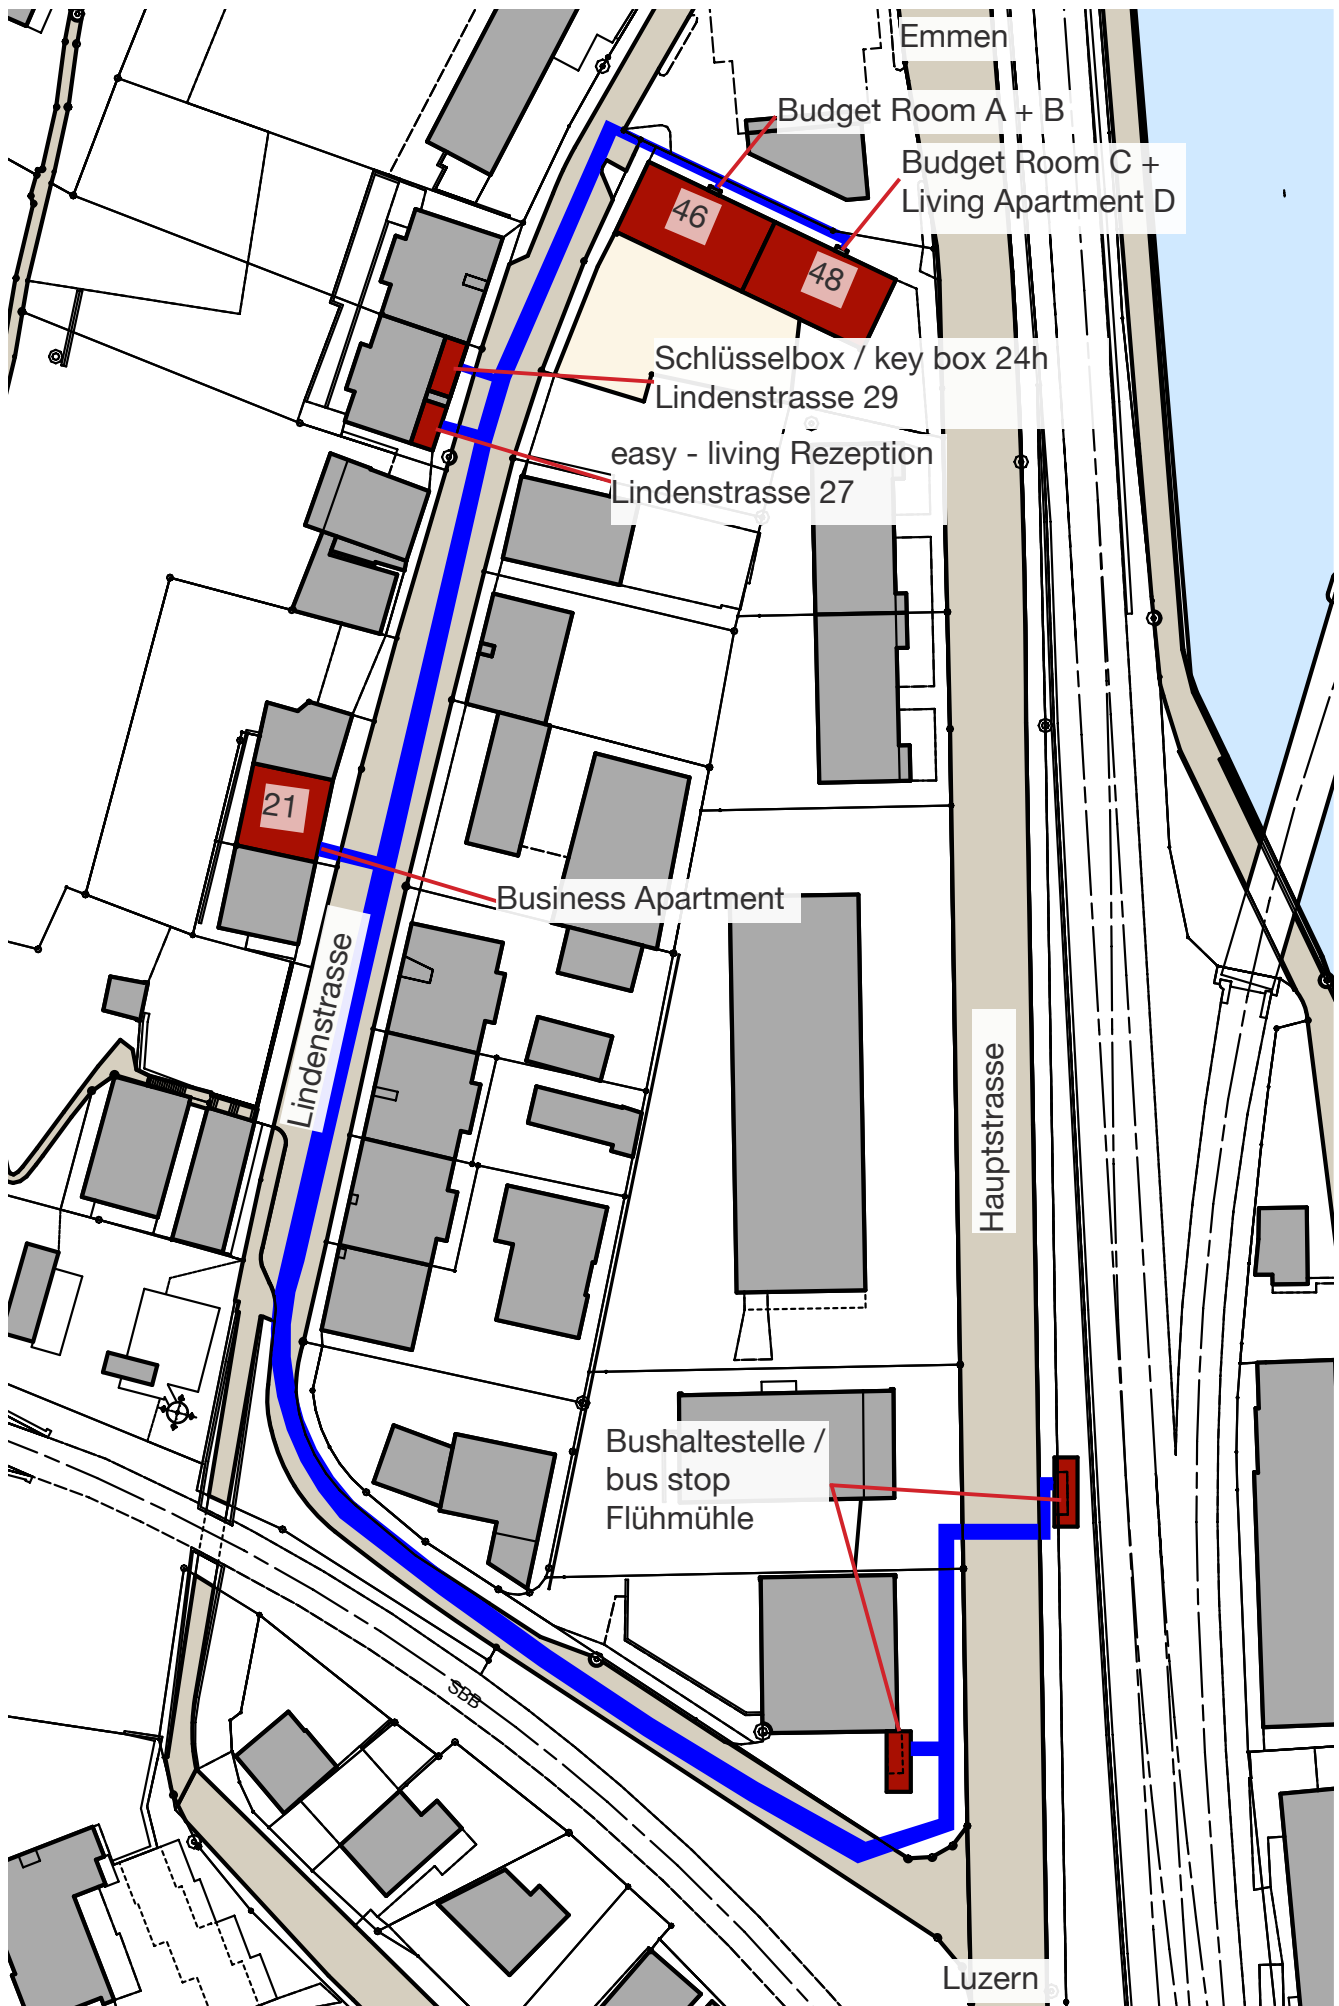 Emmen
Budget Room A + B
Budget Room C +
Living Apartment D
46
48
Schlüsselbox / key box 24h
Lindenstrasse 29
easy - living Rezeption
Lindenstrasse 27
21
Business Apartment
Lindenstrasse
Hauptstrasse
Bushaltestelle /
bus stop
Flühmühle
SBB
Luzern